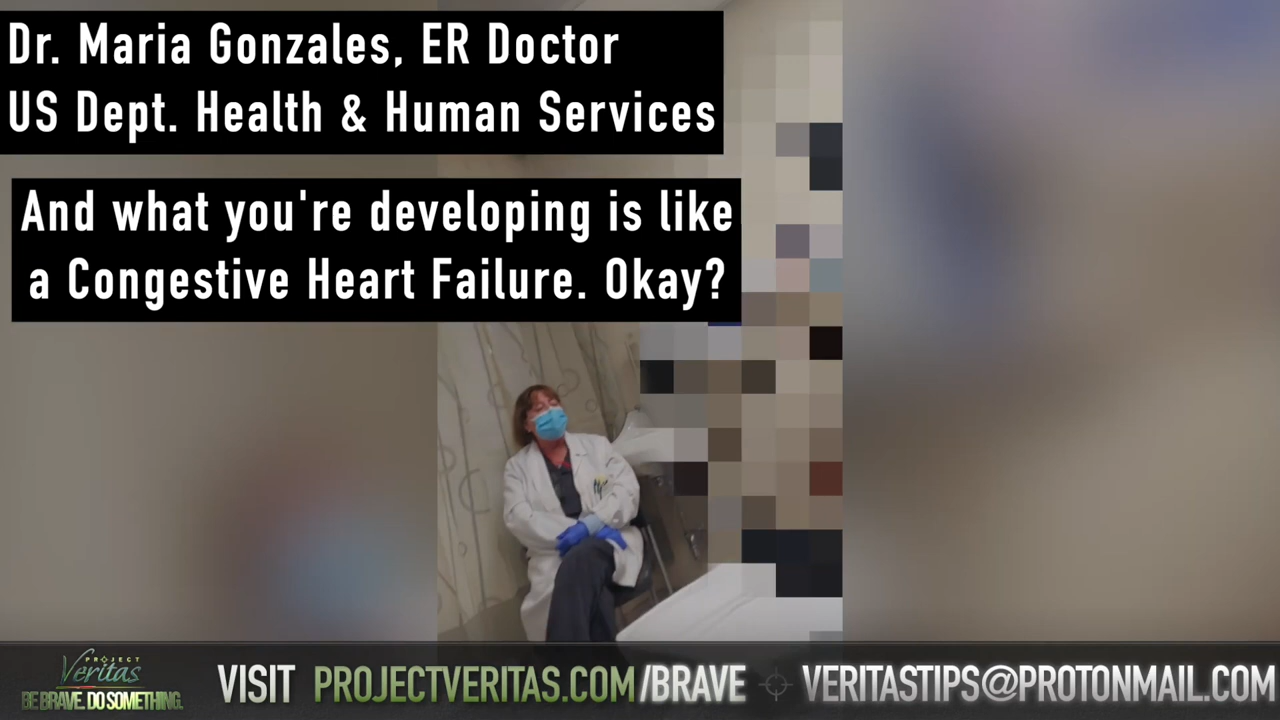 Dr. Maria Gonzales, ER Doctor
US Dept. Health & Human Services
And what you're developing is like
a Congestive Heart Failure. Okay?
PROJECT
Veritas
BE BRAVE. DO SOMETHING.
VISIT PROJECTVERITAS.COM/BRAVE VERITASTIPS@PROTONMAIL.COM